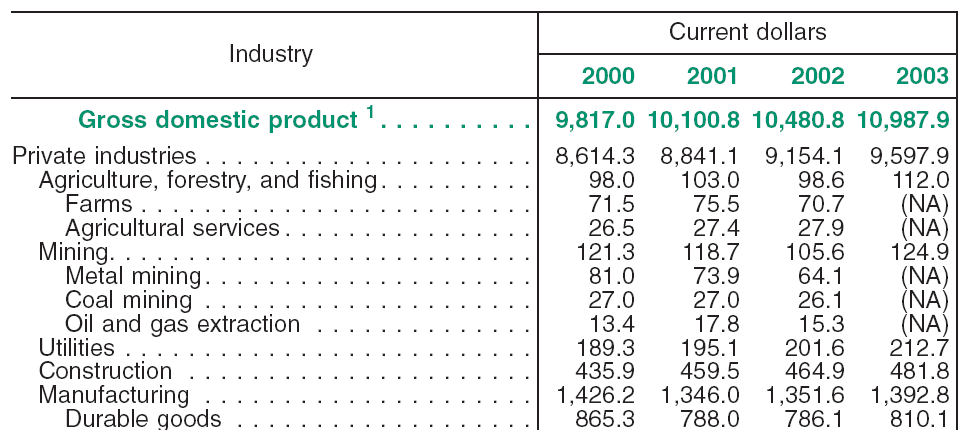 Industry
Current dollars
2000 2001 2002 2003
Gross domestic product 1 . . . . . . . . . . 9,817.0 10,100.8 10,480.8 10,987.9
Private industries . . . . . . . . . . . . . . . . . . . . . . 8,614.3 8,841.1 9,154.1 9,597.9
Agriculture, forestry, and fishing. . . . . . . . . . 98.0 103.0 98.6 112.0
Farms . . . . . . . . . . . . . . . . . . . . . . . . . . 71.5 75.5 70.7 (NA)
Agricultural services . . . . . . . . . . . . . . . . 26.5 27.4 27.9 (NA)
Mining. . . . . . . . . . . . . . . . . . . . . . . . . . . . 121.3 118.7 105.6 124.9
Metal mining. . . . . . . . . . . . . . . . . . . . . . 81.0 73.9 64.1 (NA)
Coal mining . . . . . . . . . . . . . . . . . . . . . . 27.0 27.0 26.1 (NA)
Oil and gas extraction . . . . . . . . . . . . . . 13.4 17.8 15.3 (NA)
Utilities . . . . . . . . . . . . . . . . . . . . . . . . . . . 189.3 195.1 201.6 212.7
Construction . . . . . . . . . . . . . . . . . . . . . . . 435.9 459.5 464.9 481.8
Manufacturing . . . . . . . . . . . . . . . . . . . . . . 1,426.2 1,346.0 1,351.6 1,392.8
Durable goods . . . . . . . . . . . . . . . . . . . . 865.3 788.0 786.1 810.1